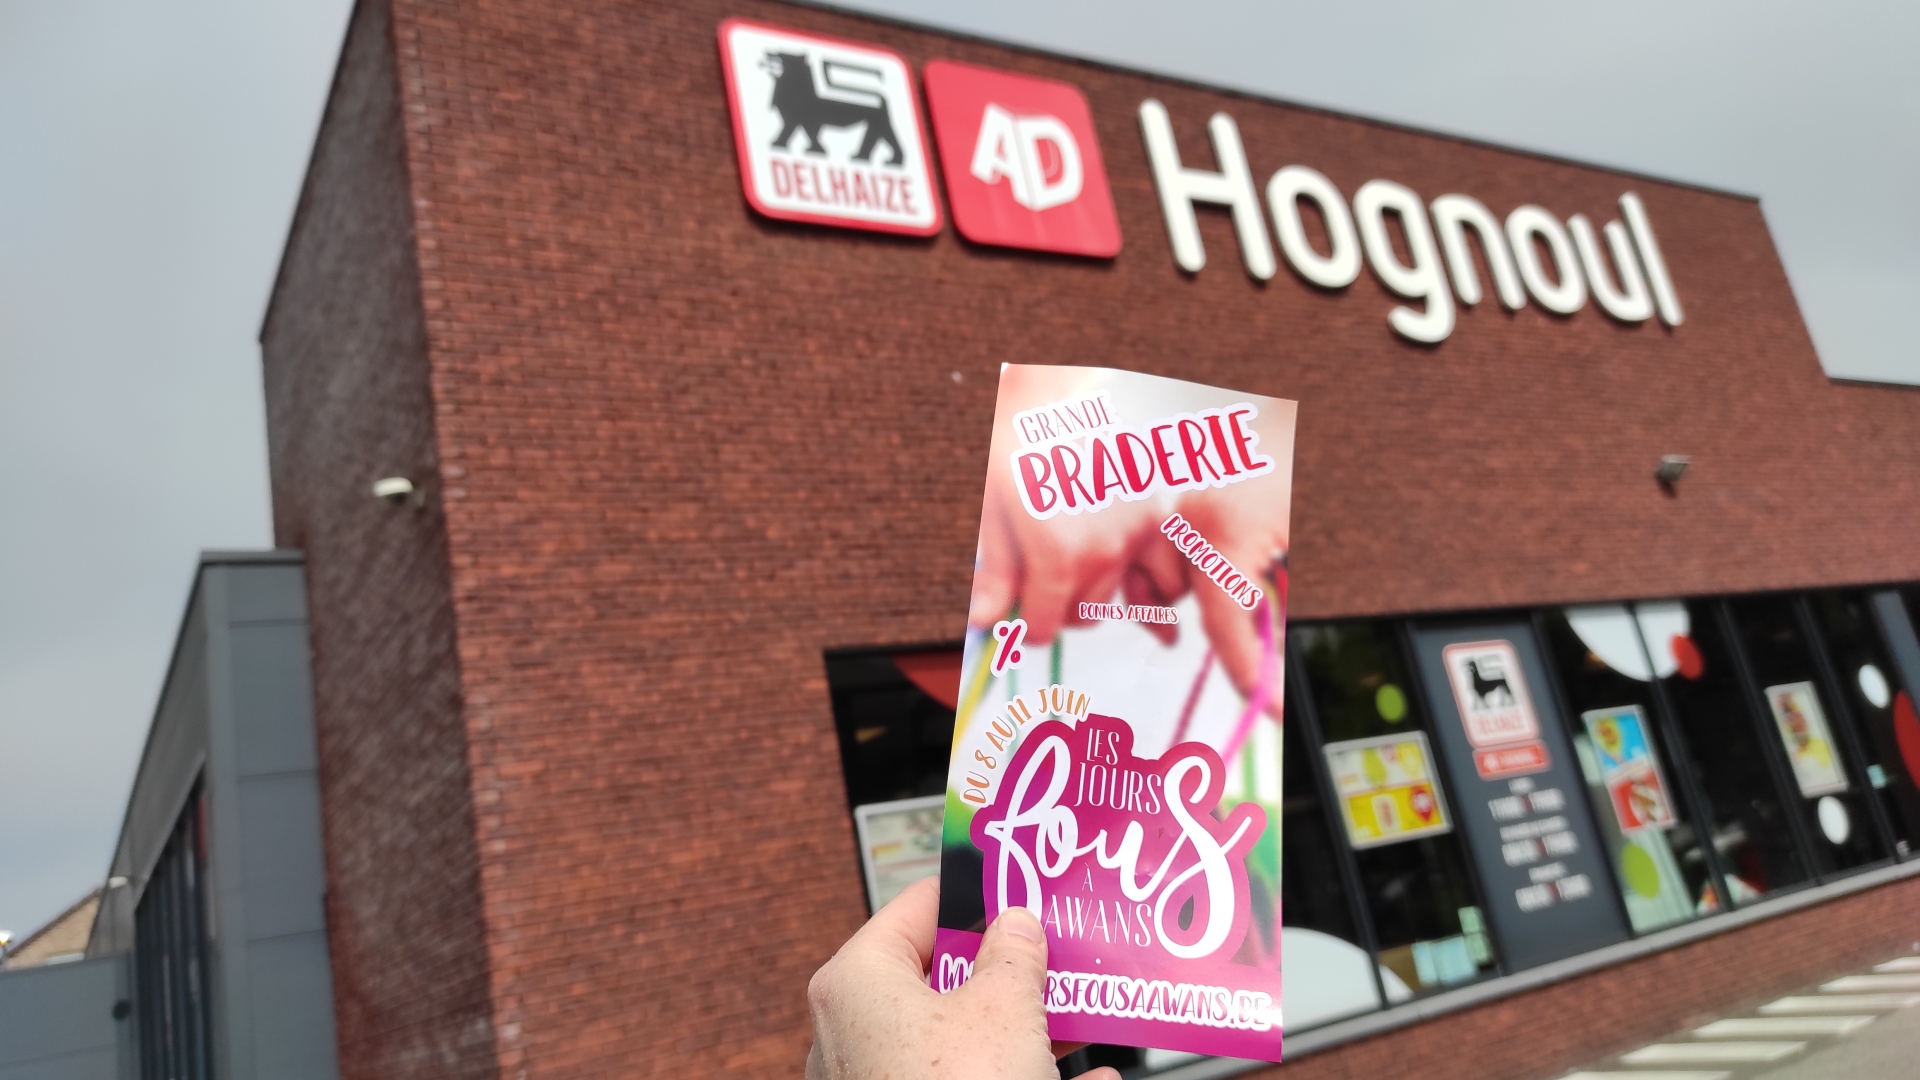 DELHAIZE
AD
Hognoul
GRANDE
BRADERIE
PROMOTIONS
BONNES AFFAIRES
%
DU 8 AU 11 JUIN
LES
JOURS
fouS
À
AWANS
RSFOUSAAWANS.BE
DELHAIZE